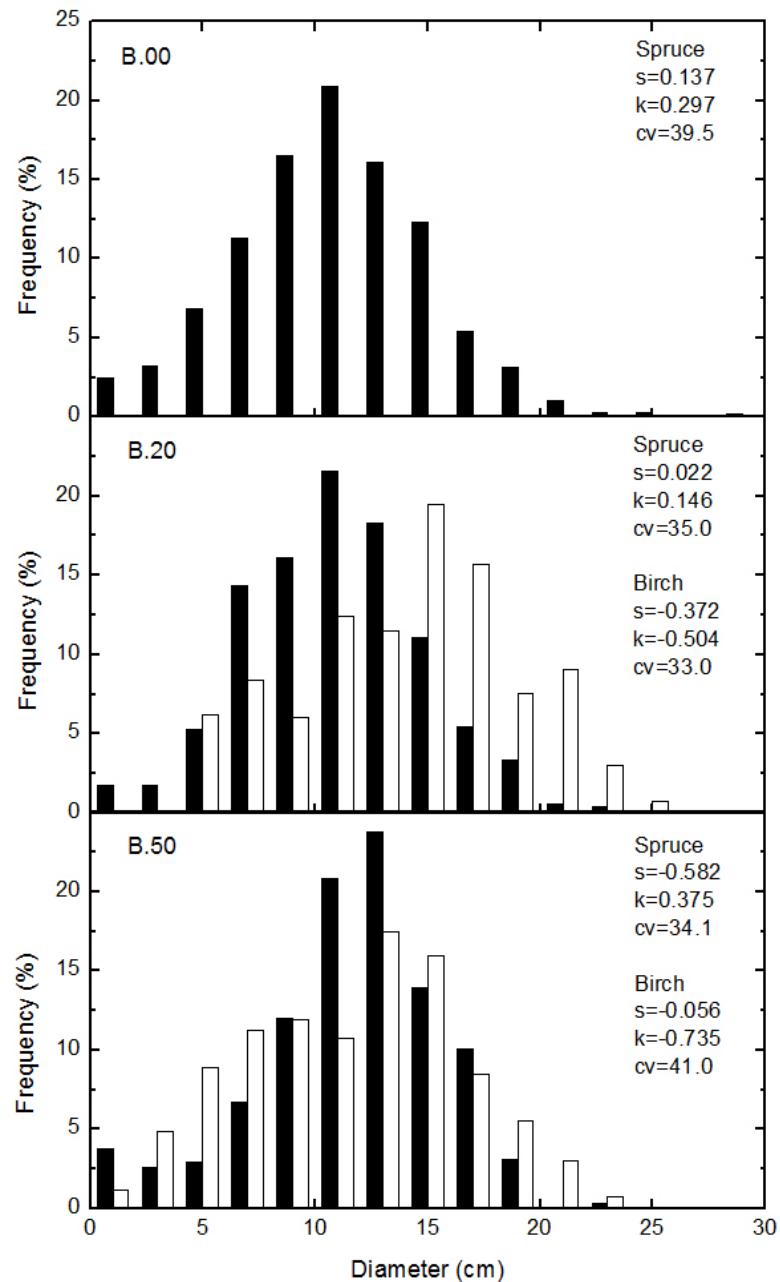 25
B.00
Spruce
s=0.137
k=0.297
cv=39.5
20
15
10
5
0
Frequency (%)
B.20
Spruce
s=0.022
k=0.146
cv=35.0
Birch
s=-0.372
k=-0.504
cv=33.0
20
15
10
5
0
Frequency (%)
B.50
Spruce
s=-0.582
k=0.375
cv=34.1
Birch
s=-0.056
k=-0.735
cv=41.0
20
15
10
5
0
Frequency (%)
0 5 10 15 20 25 30
Diameter (cm)